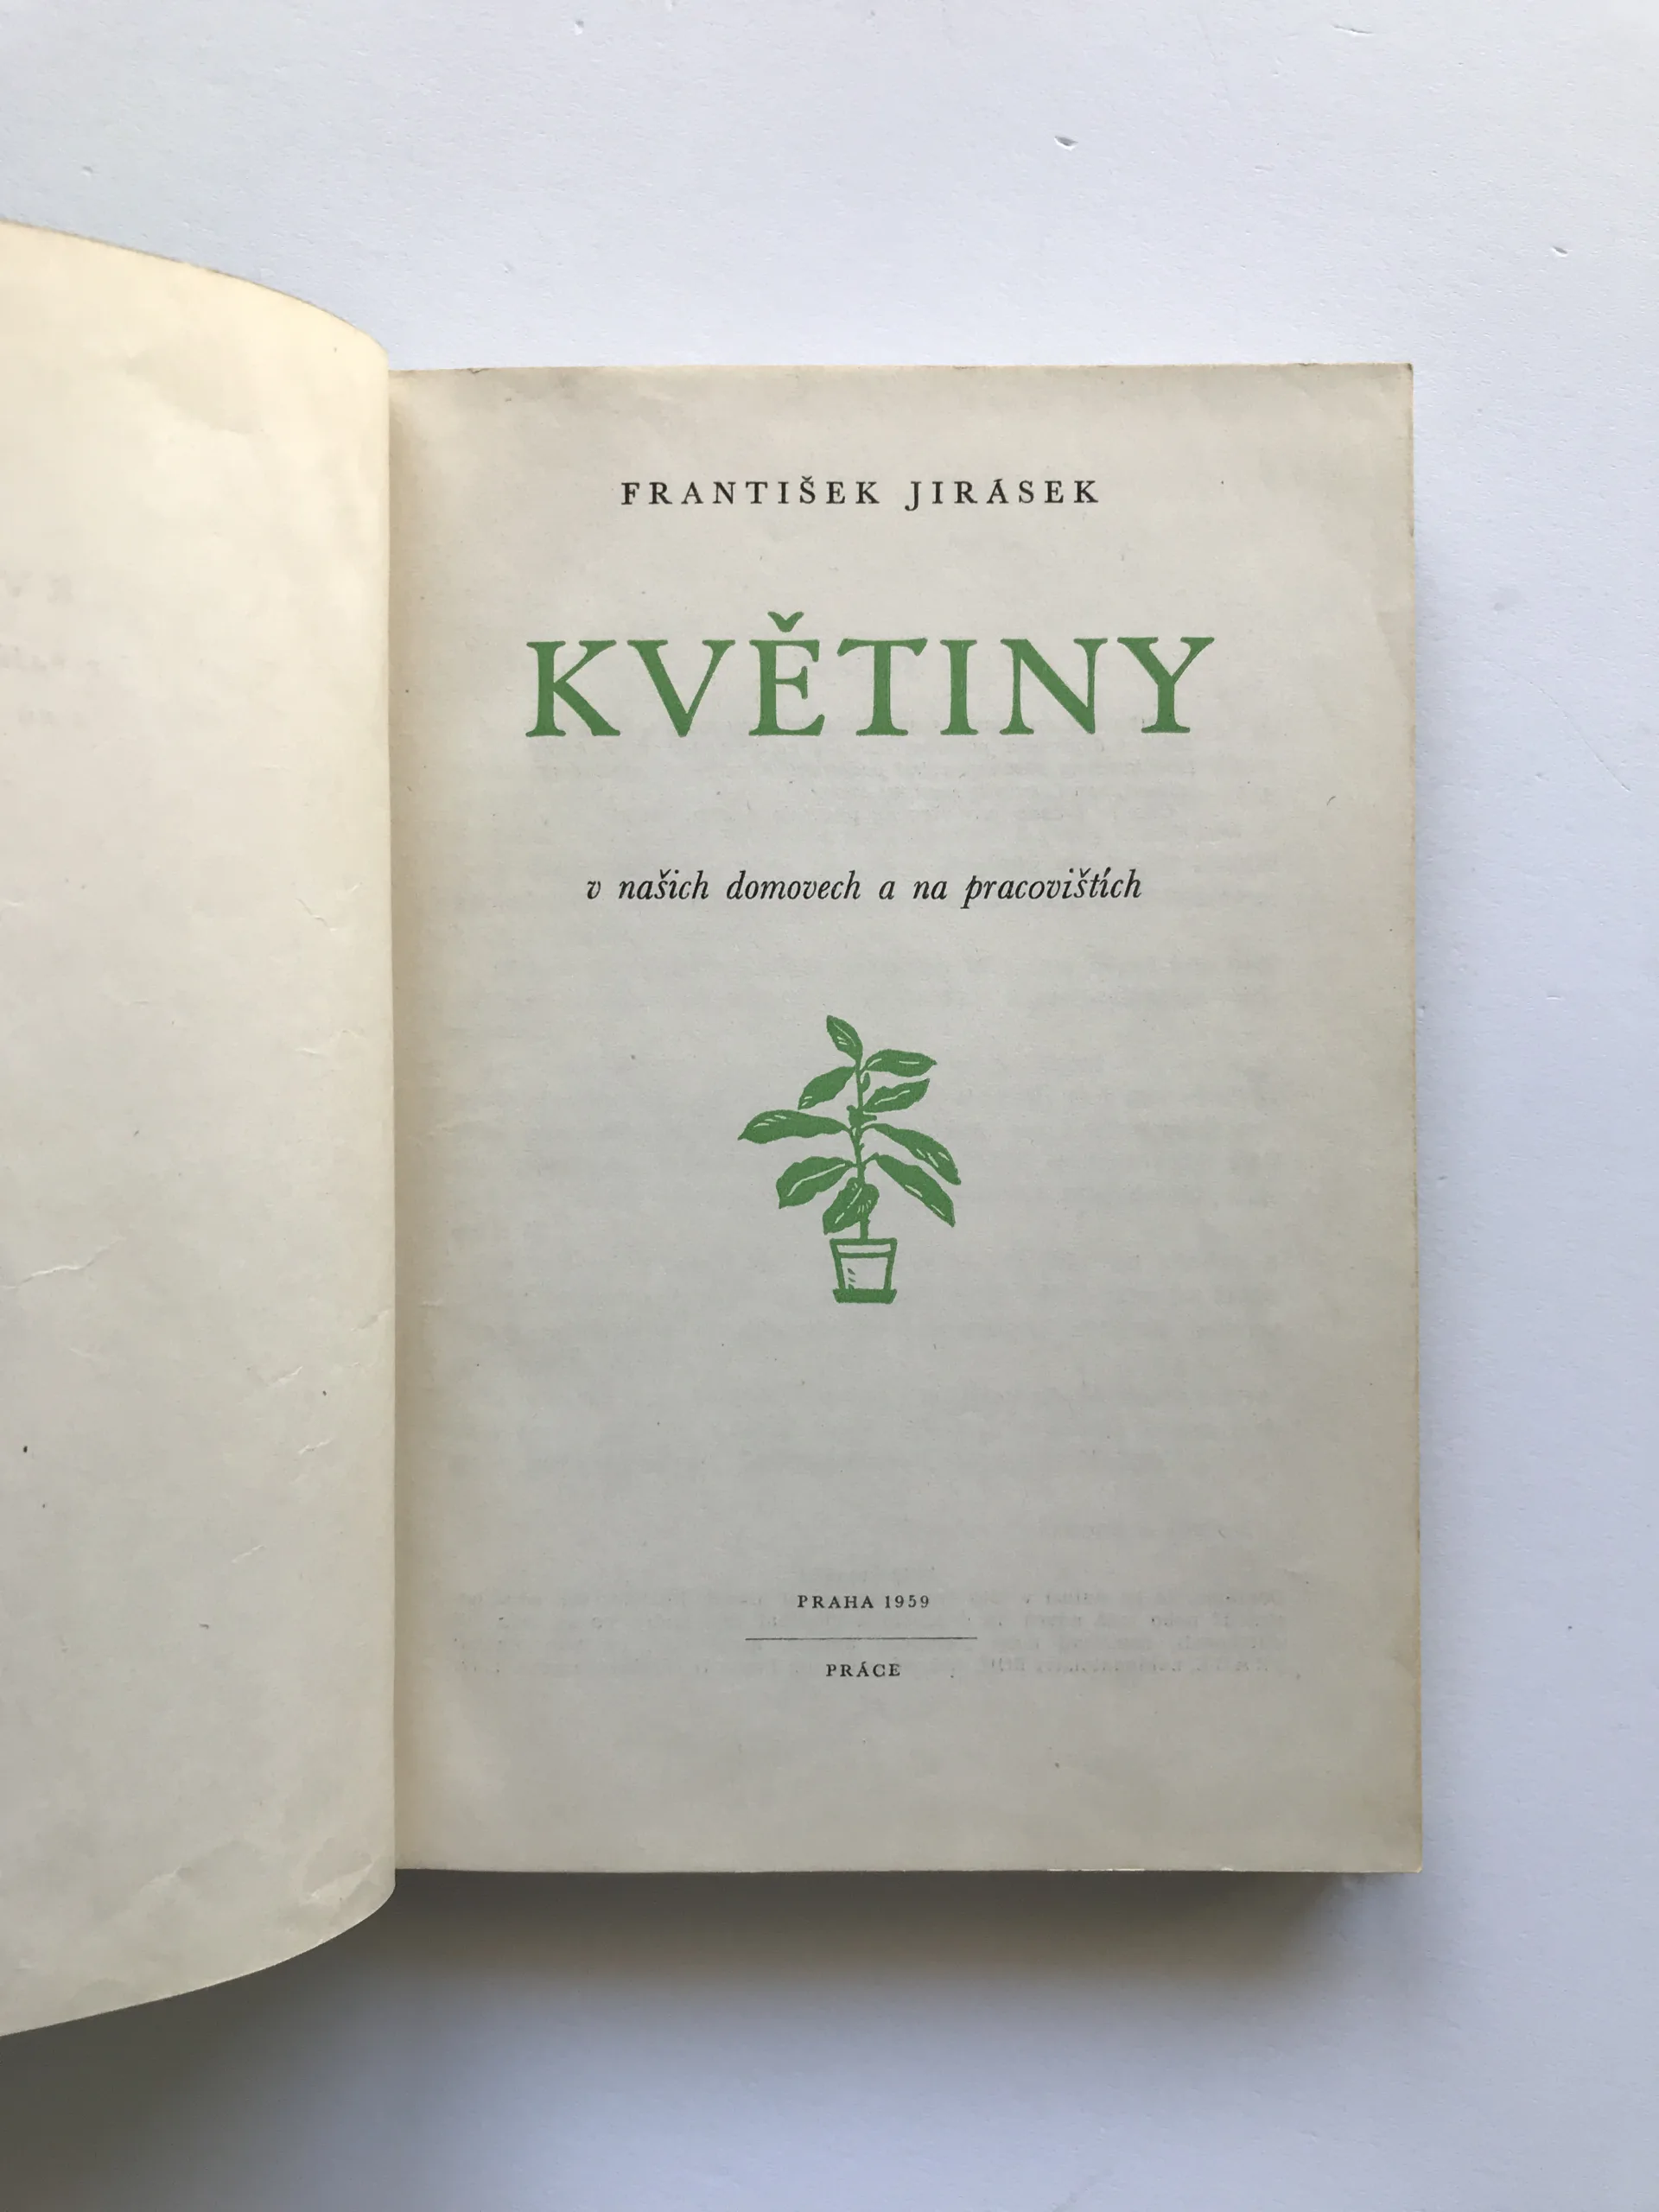 FRANTIŠEK JIRÁSEK
KVĚTINY
v našich domovech a na pracovištích
PRAHA 1959
PRÁCE